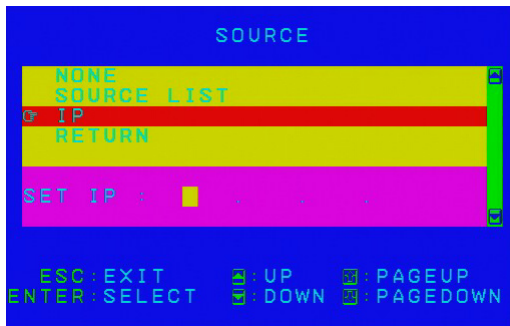 SOURCE
NONE
SOURCE LIST
IP
RETURN
SET IP : . . .
ESC:EXIT :UP :PAGEUP
ENTER:SELECT :DOWN :PAGEDOWN